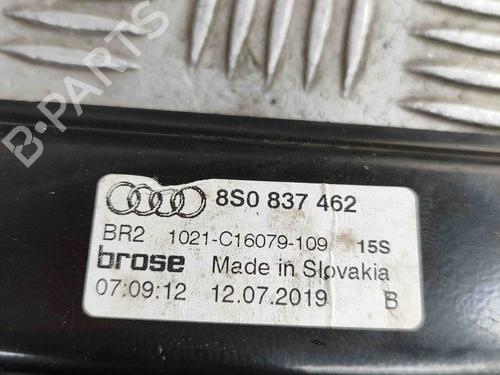 B-PARTS
8S0 837 462
BR2 1021-C16079-109 15S
brose Made in Slovakia
07:09:12 12.07.2019 B